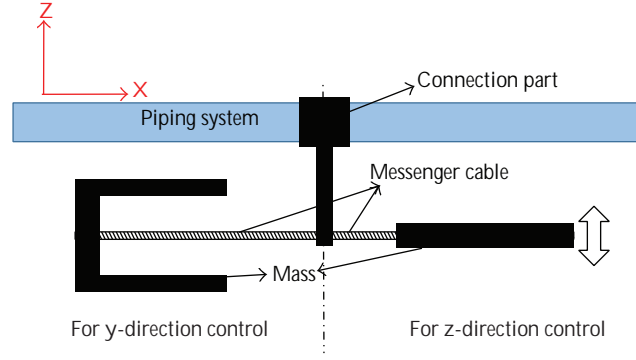 Z
X
Connection part
Piping system
Messenger cable
Mass
For y-direction control
For z-direction control